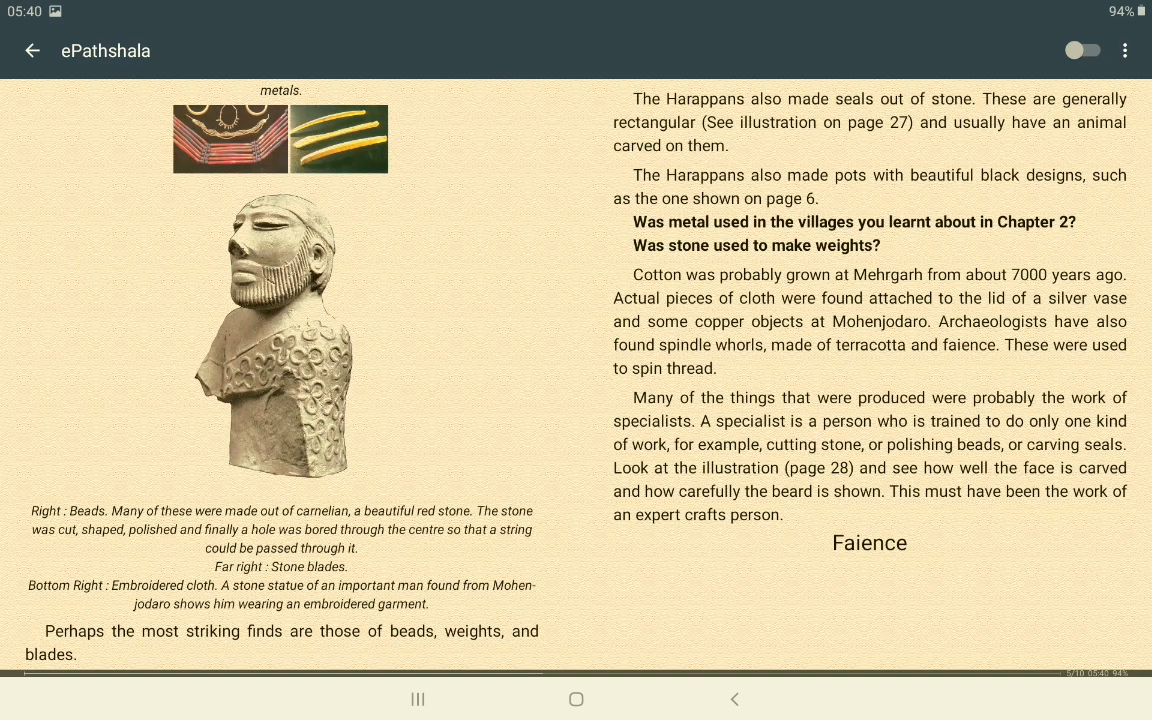 05:40
94%
ePathshala
metals.
Right : Beads. Many of these were made out of carnelian, a beautiful red stone. The stone
was cut, shaped, polished and finally a hole was bored through the centre so that a string
could be passed through it.
Far right : Stone blades.
Bottom Right : Embroidered cloth. A stone statue of an important man found from Mohen-
jodaro shows him wearing an embroidered garment.
Perhaps the most striking finds are those of beads, weights, and
blades.
The Harappans also made seals out of stone. These are generally
rectangular (See illustration on page 27) and usually have an animal
carved on them.
The Harappans also made pots with beautiful black designs, such
as the one shown on page 6.
Was metal used in the villages you learnt about in Chapter 2?
Was stone used to make weights?
Cotton was probably grown at Mehrgarh from about 7000 years ago.
Actual pieces of cloth were found attached to the lid of a silver vase
and some copper objects at Mohenjodaro. Archaeologists have also
found spindle whorls, made of terracotta and faience. These were used
to spin thread.
Many of the things that were produced were probably the work of
specialists. A specialist is a person who is trained to do only one kind
of work, for example, cutting stone, or polishing beads, or carving seals.
Look at the illustration (page 28) and see how well the face is carved
and how carefully the beard is shown. This must have been the work of
an expert crafts person.
Faience
5/10 05:40 94%